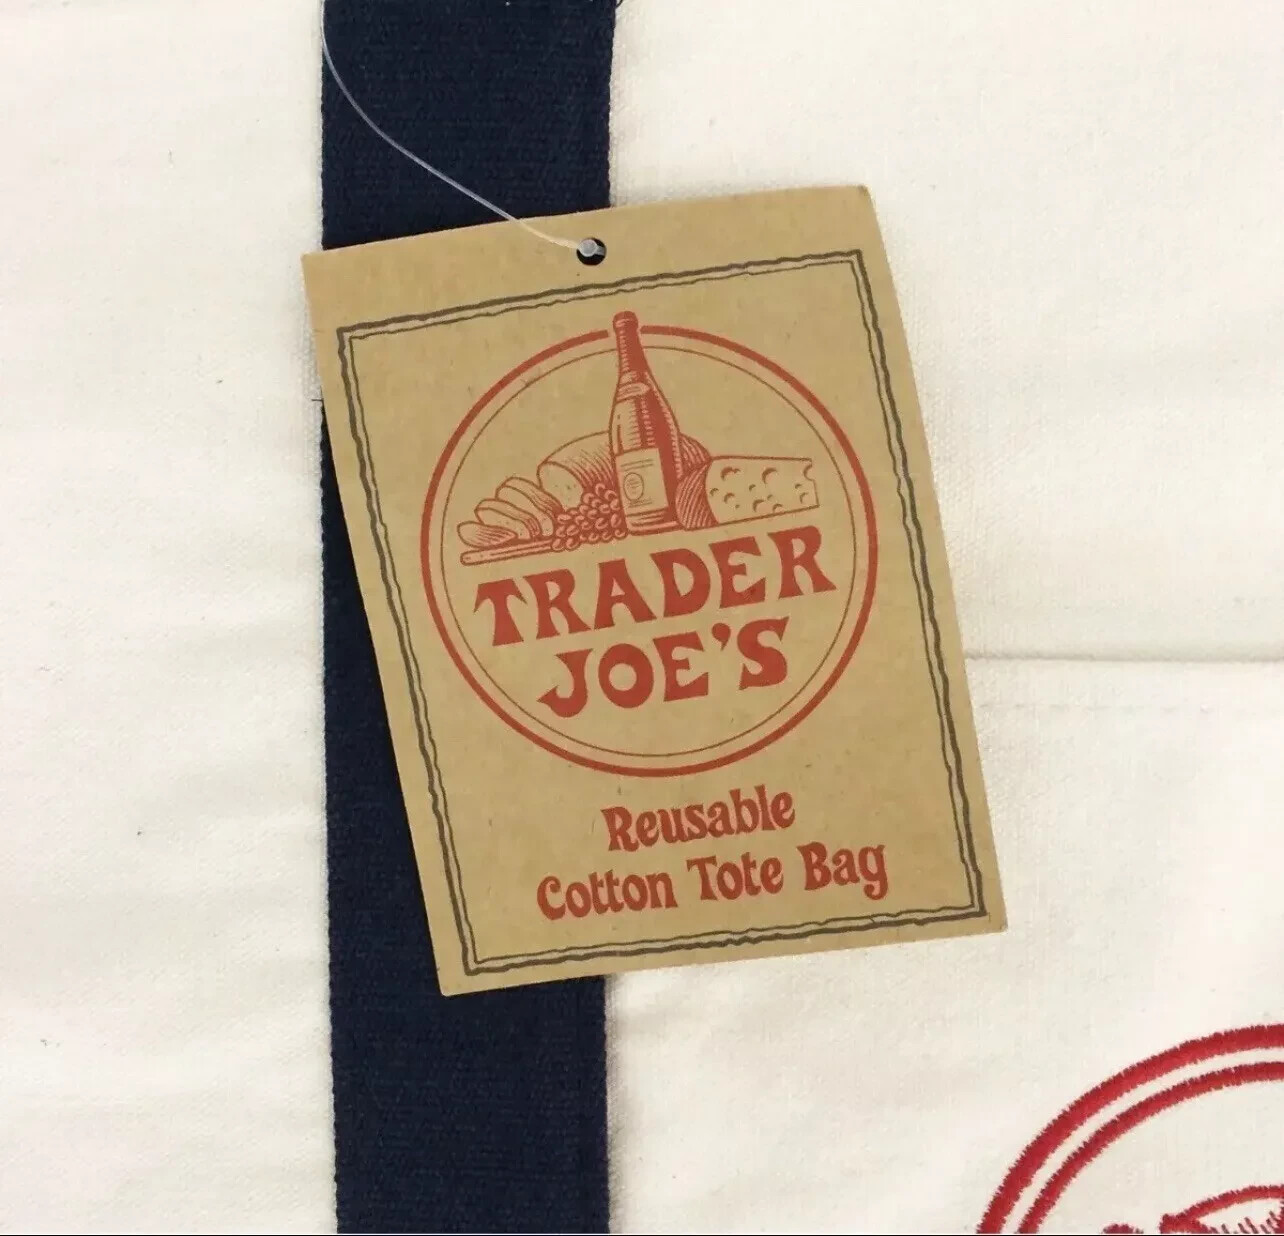 TRADER
JOE'S
Reusable
Cotton Tote Bag